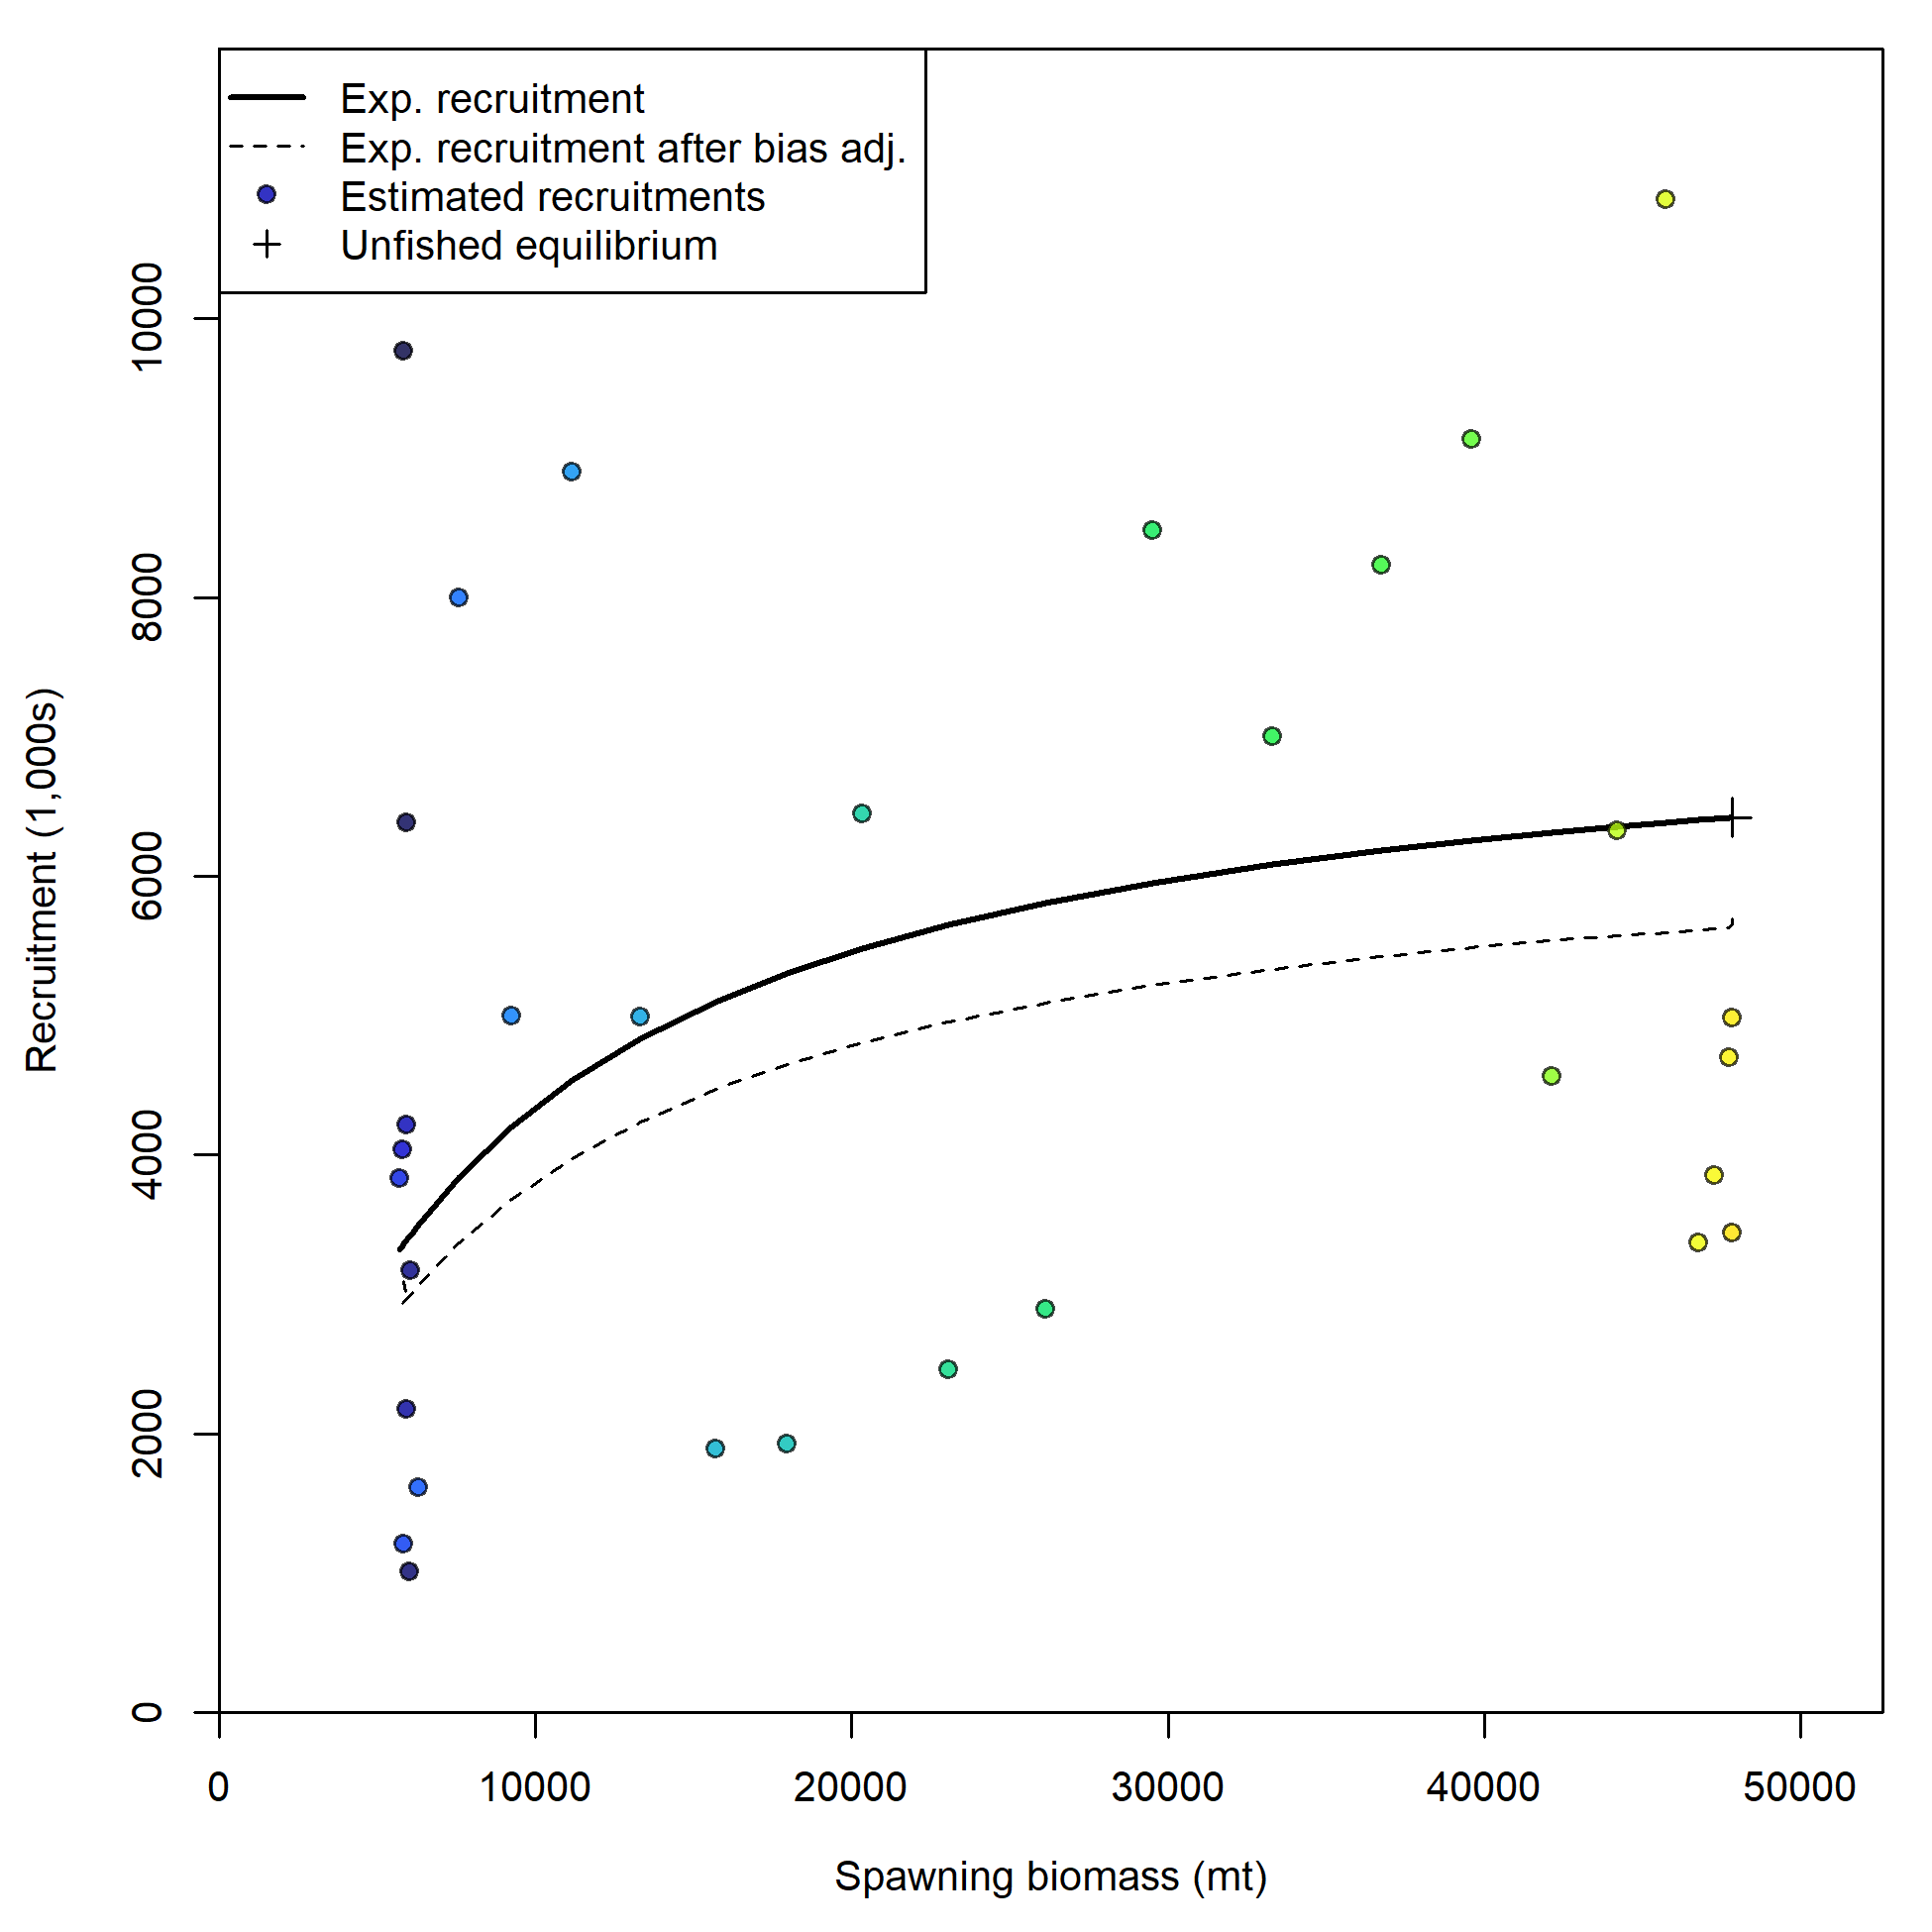 Exp. recruitment
Exp. recruitment after bias adj.
Estimated recruitments
Unfished equilibrium
10000
8000
6000
4000
2000
0
Recruitment (1,000s)
0 10000 20000 30000 40000 50000
Spawning biomass (mt)